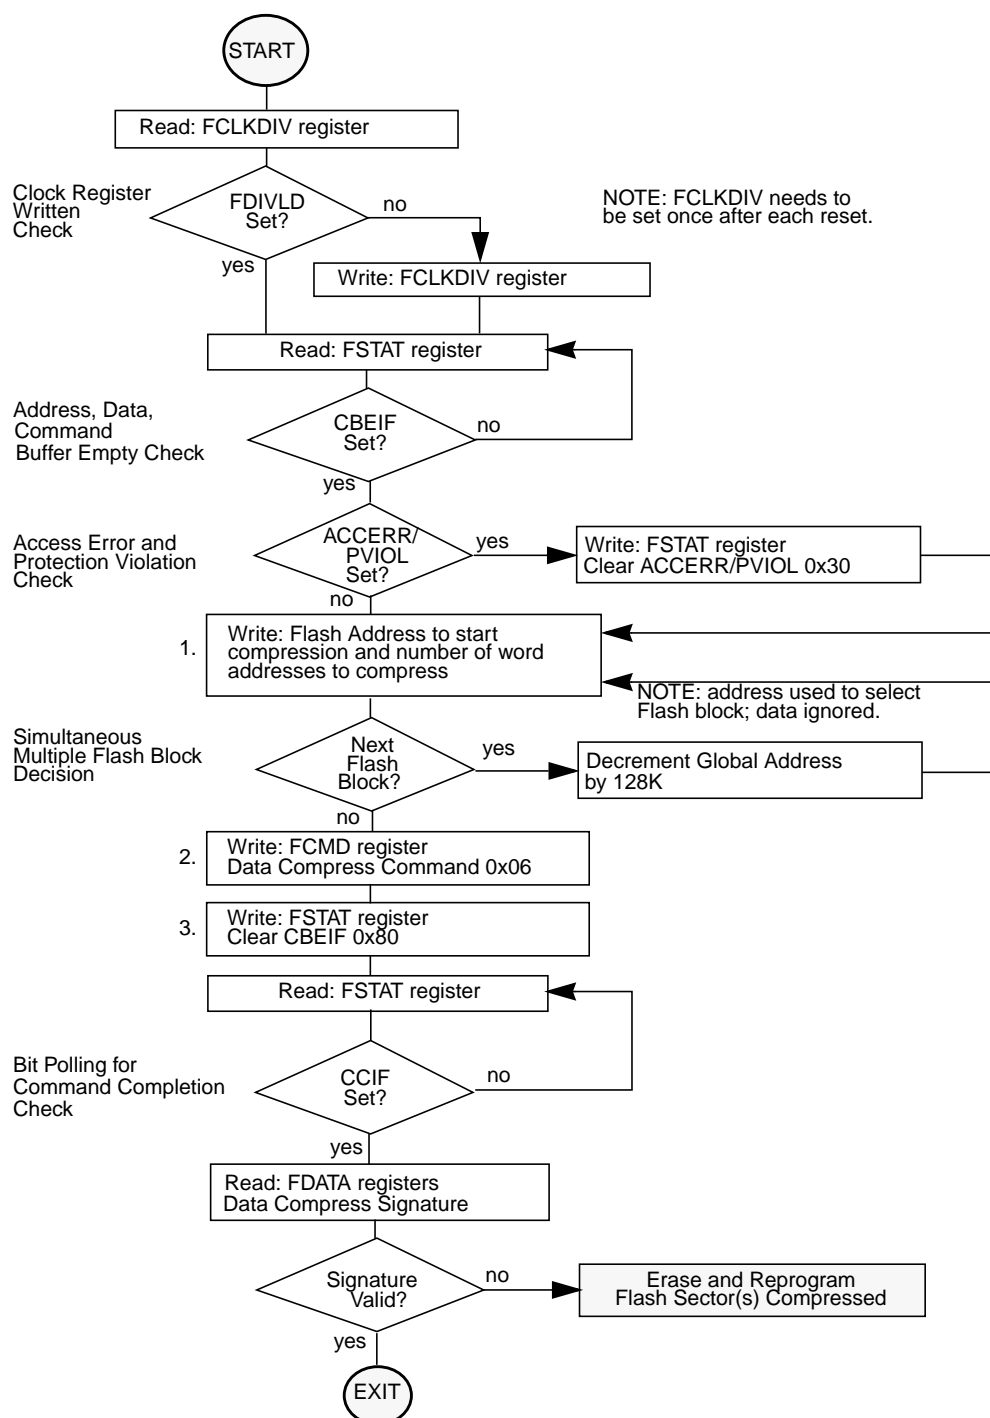 START
Read: FCLKDIV register
Clock Register
Written
Check
FDIVLD
Set?
no
yes
NOTE: FCLKDIV needs to
be set once after each reset.
Write: FCLKDIV register
Read: FSTAT register
Address, Data,
Command
Buffer Empty Check
CBEIF
Set?
no
yes
Access Error and
Protection Violation
Check
ACCERR/
PVIOL
Set?
yes
no
Write: FSTAT register
Clear ACCERR/PVIOL 0x30
1.
Write: Flash Address to start
compression and number of word
addresses to compress
NOTE: address used to select
Flash block; data ignored.
Simultaneous
Multiple Flash Block
Decision
Next
Flash
Block?
yes
no
Decrement Global Address
by 128K
2.
Write: FCMD register
Data Compress Command 0x06
3.
Write: FSTAT register
Clear CBEIF 0x80
Read: FSTAT register
Bit Polling for
Command Completion
Check
CCIF
Set?
no
yes
Read: FDATA registers
Data Compress Signature
Signature
Valid?
no
yes
Erase and Reprogram
Flash Sector(s) Compressed
EXIT